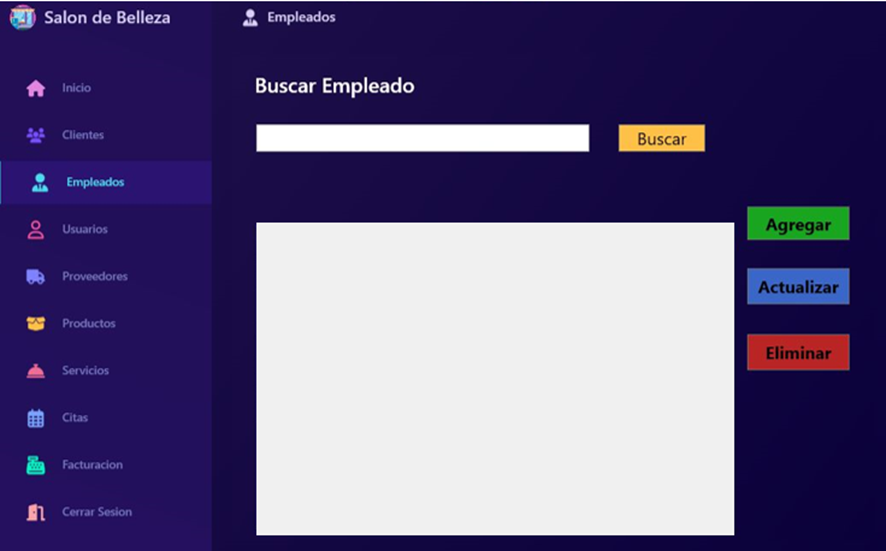 Salon de Belleza
Empleados
Inicio
Clientes
Empleados
Usuarios
Proveedores
Productos
Servicios
Citas
Facturacion
Cerrar Sesion
Buscar Empleado
Buscar
Agregar
Actualizar
Eliminar